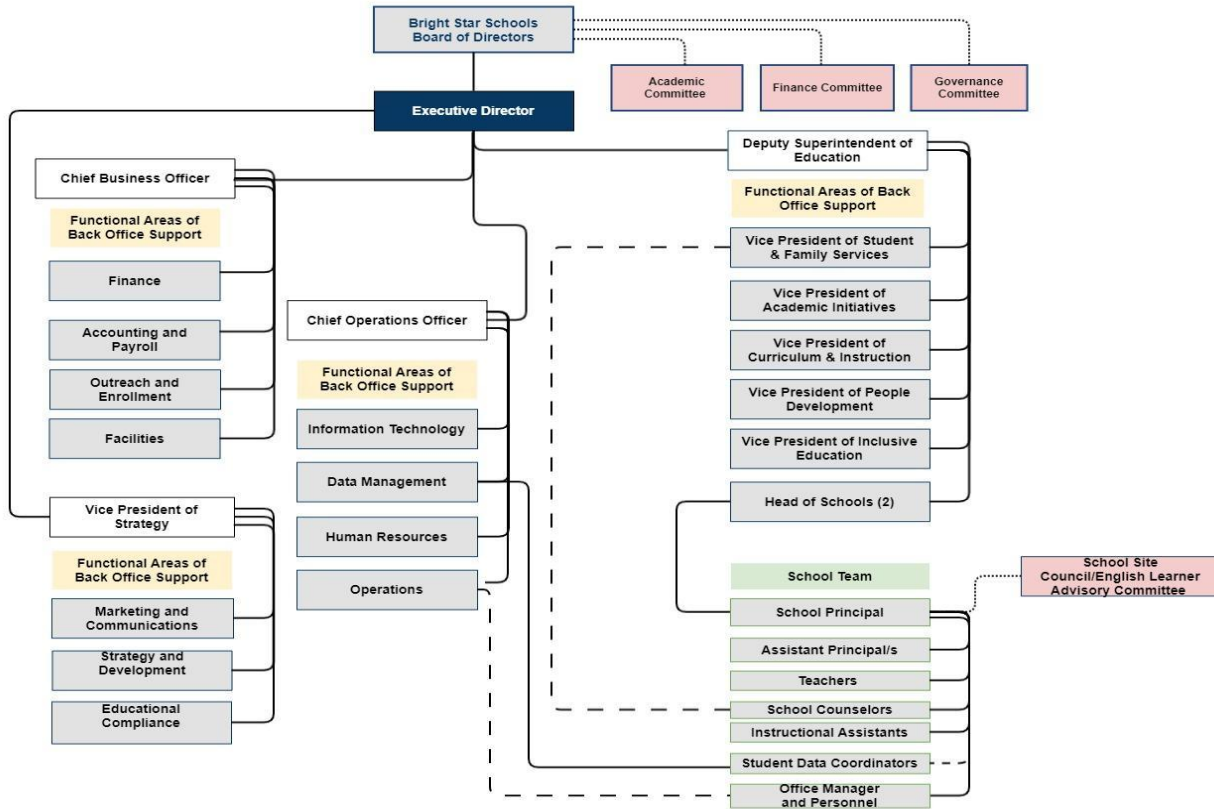 Bright Star Schools
Board of Directors
Academic
Committee
Finance Committee
Governance
Committee
Executive Director
Chief Business Officer
Functional Areas of
Back Office Support
Finance
Accounting and
Payroll
Outreach and
Enrollment
Facilities
Vice President of
Strategy
Functional Areas of
Back Office Support
Marketing and
Communications
Strategy and
Development
Educational
Compliance
Chief Operations Officer
Functional Areas of
Back Office Support
Information Technology
Data Management
Human Resources
Operations
Deputy Superintendent of
Education
Functional Areas of Back
Office Support
Vice President of Student
& Family Services
Vice President of
Academic Initiatives
Vice President of
Curriculum & Instruction
Vice President of People
Development
Vice President of Inclusive
Education
Head of Schools (2)
School Team
School Principal
Assistant Principal/s
Teachers
School Counselors
Instructional Assistants
Student Data Coordinators
Office Manager
and Personnel
School Site
Council/English Learner
Advisory Committee